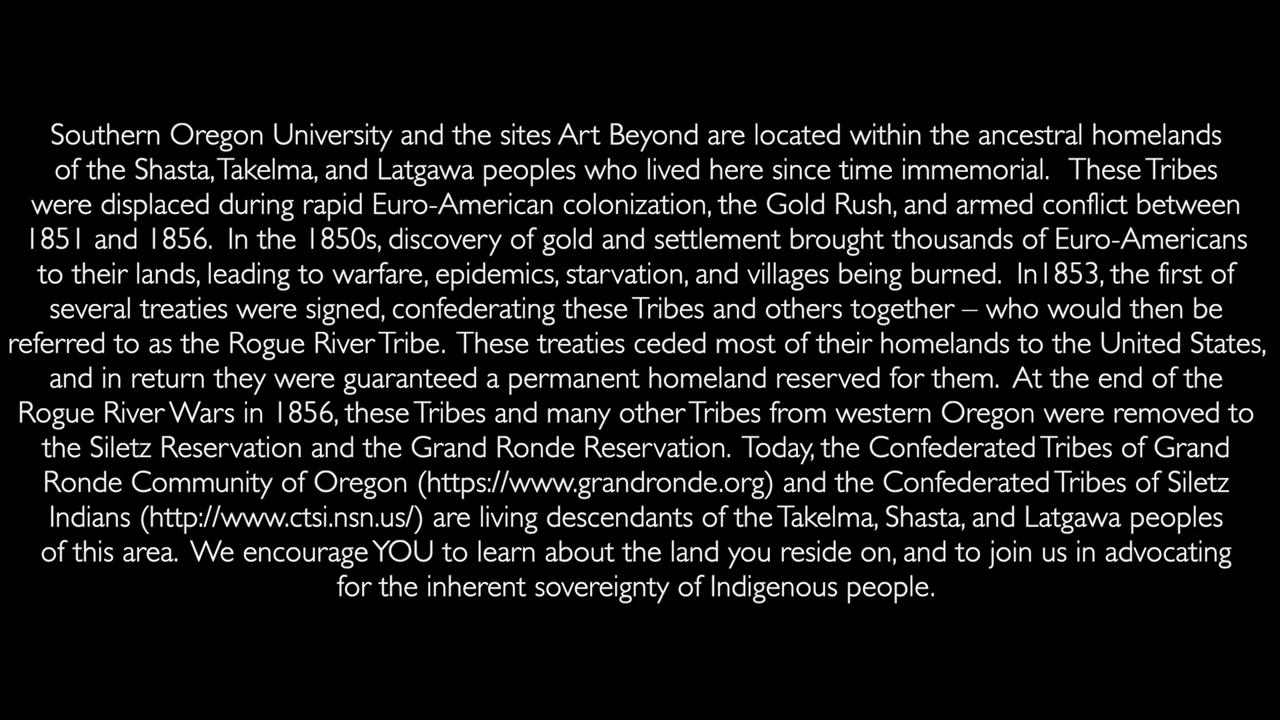 Southern Oregon University and the sites Art Beyond are located within the ancestral homelands
of the Shasta, Takelma, and Latgawa peoples who lived here since time immemorial. These Tribes
were displaced during rapid Euro-American colonization, the Gold Rush, and armed conflict between
1851 and 1856. In the 1850s, discovery of gold and settlement brought thousands of Euro-Americans
to their lands, leading to warfare, epidemics, starvation, and villages being burned. In1853, the first of
several treaties were signed, confederating these Tribes and others together – who would then be
referred to as the Rogue River Tribe. These treaties ceded most of their homelands to the United States,
and in return they were guaranteed a permanent homeland reserved for them. At the end of the
Rogue River Wars in 1856, these Tribes and many other Tribes from western Oregon were removed to
the Siletz Reservation and the Grand Ronde Reservation. Today, the Confederated Tribes of Grand
Ronde Community of Oregon (https://www.grandronde.org) and the Confederated Tribes of Siletz
Indians (http://www.ctsi.nsn.us/) are living descendants of the Takelma, Shasta, and Latgawa peoples
of this area. We encourage YOU to learn about the land you reside on, and to join us in advocating
for the inherent sovereignty of Indigenous people.